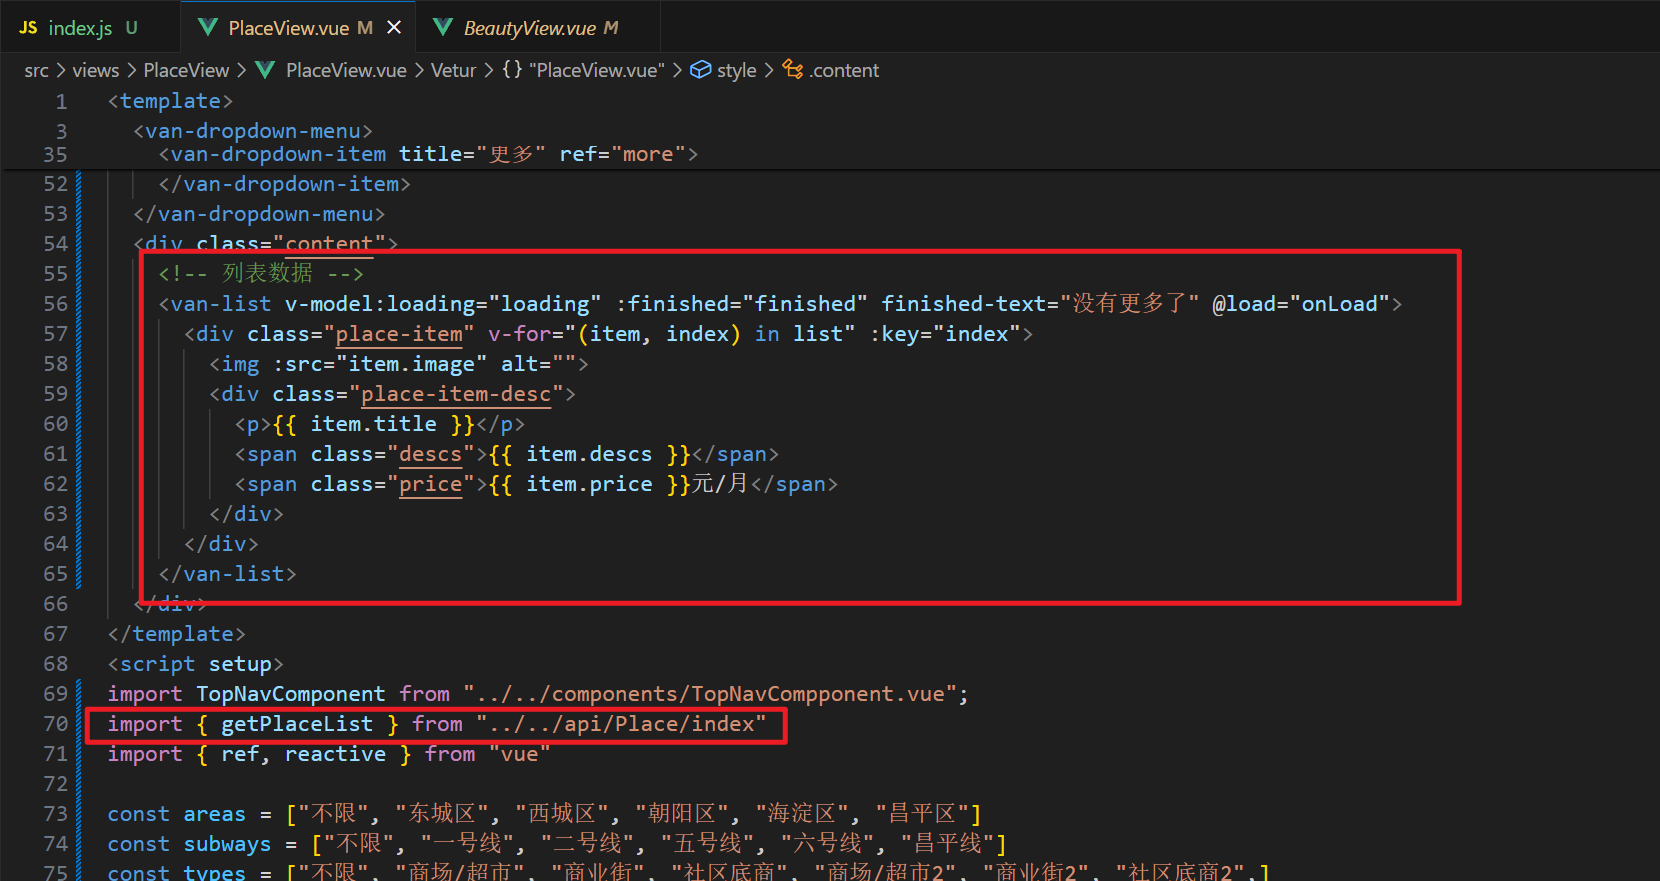 JS index.js U PlaceView.vue M × BeautyView.vue M
src > views > PlaceView > PlaceView.vue > Vetur > {} "PlaceView.vue" > style > .content
1 <template>
3 <van-dropdown-menu>
35 <van-dropdown-item title="更多" ref="more">
52 </van-dropdown-item>
53 </van-dropdown-menu>
54 <div class="content">
55 <!-- 列表数据 -->
56 <van-list v-model:loading="loading" :finished="finished" finished-text="没有更多了" @load="onLoad">
57 <div class="place-item" v-for="(item, index) in list" :key="index">
58 <img :src="item.image" alt="">
59 <div class="place-item-desc">
60 <p>{{ item.title }}</p>
61 <span class="descs">{{ item.descs }}</span>
62 <span class="price">{{ item.price }}元/月</span>
63 </div>
64 </div>
65 </van-list>
66 </div>
67 </template>
68 <script setup>
69 import TopNavComponent from "../../components/TopNavCompponent.vue";
70 import { getPlaceList } from "../../api/Place/index"
71 import { ref, reactive } from "vue"
72
73 const areas = ["不限", "东城区", "西城区", "朝阳区", "海淀区", "昌平区"]
74 const subways = ["不限", "一号线", "二号线", "五号线", "六号线", "昌平线"]
75 const types = ["不限", "商场/超市", "商业街", "社区底商", "商场/超市2", "商业街2", "社区底商2",]